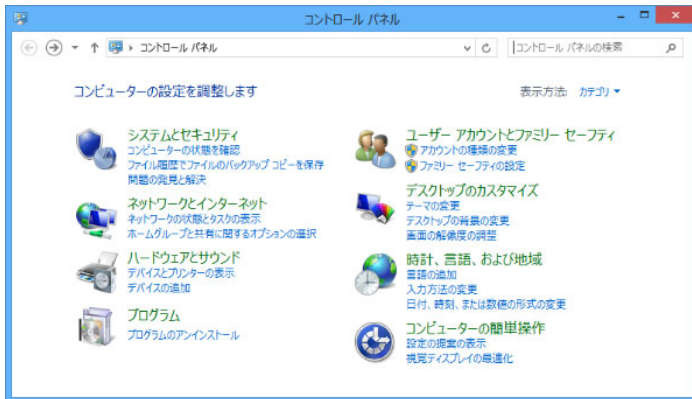 コントロール パネル
コントロール パネル
コントロール パネルの検索
コンピューターの設定を調整します
表示方法: カテゴリ
システムとセキュリティ
コンピューターの状態を確認
ファイル履歴でファイルのバックアップ コピーを保存
問題の発見と解決
ネットワークとインターネット
ネットワークの状態とタスクの表示
ホームグループと共有に関するオプションの選択
ハードウェアとサウンド
デバイスとプリンターの表示
デバイスの追加
プログラム
プログラムのアンインストール
ユーザー アカウントとファミリー セーフティ
アカウントの種類の変更
ファミリー セーフティの設定
デスクトップのカスタマイズ
テーマの変更
デスクトップの背景の変更
画面の解像度の調整
時計、言語、および地域
言語の追加
入力方法の変更
日付、時刻、または数値の形式の変更
コンピューターの簡単操作
設定の提案の表示
視覚ディスプレイの最適化